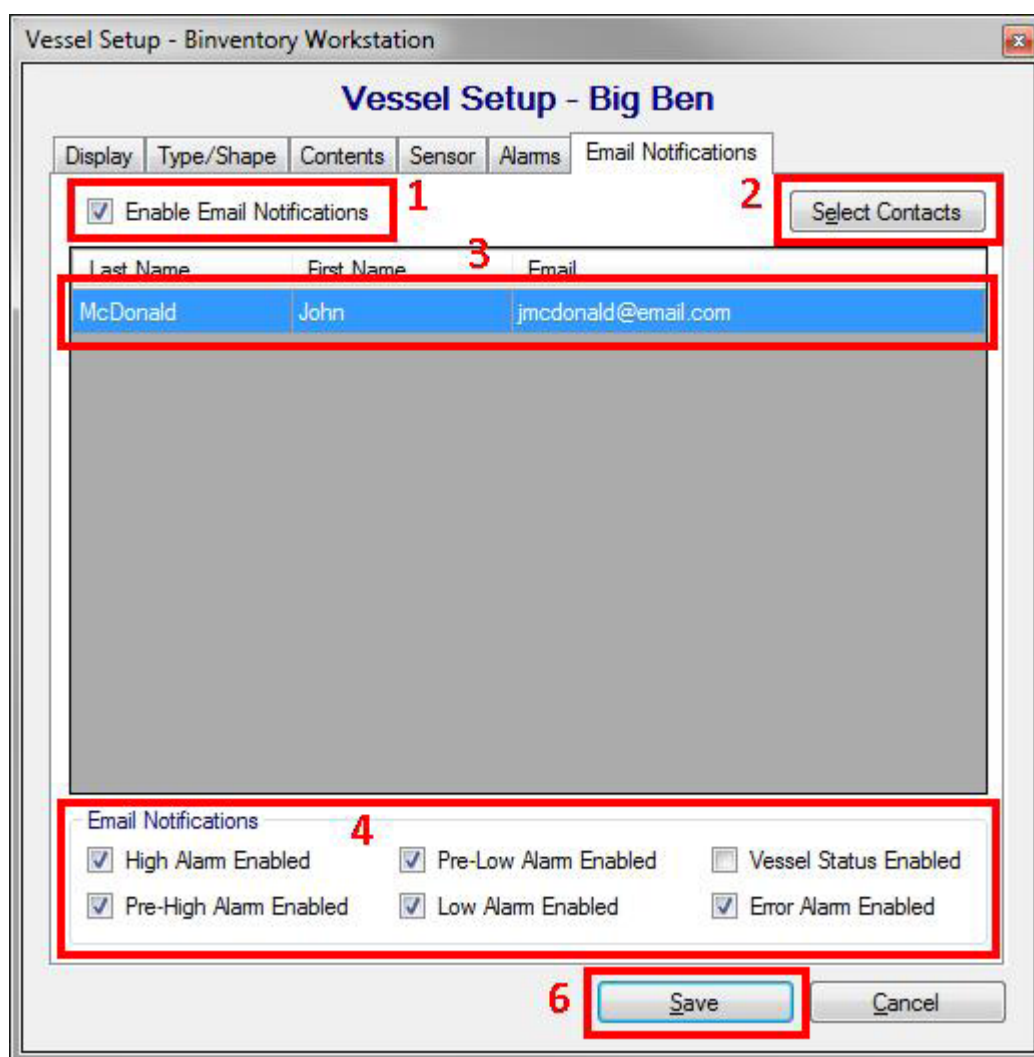 Vessel Setup - Binventory Workstation
Vessel Setup - Big Ben
Display Type/Shape Contents Sensor Alarms Email Notifications
Enable Email Notifications 1 2 Select Contacts
3
Last Name First Name Email
McDonald John jmcdonald@email.com
Email Notifications 4
High Alarm Enabled Pre-Low Alarm Enabled Vessel Status Enabled
Pre-High Alarm Enabled Low Alarm Enabled Error Alarm Enabled
6 Save Cancel